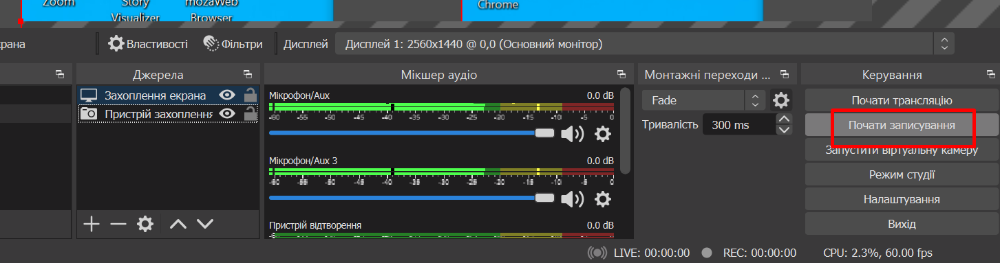 Zoom
Story
Visualizer
mozaWeb
Browser
Chrome
крана
Властивості
Фільтри
Дисплей
Дисплей 1: 2560x1440 @ 0,0 (Основний монітор)
Джерела
Захоплення екрана
Пристрій захоплення
Мікшер аудіо
Мікрофон/Aux
0.0 dB
-60 -55 -50 -45 -40 -35 -30 -25 -20 -15 -10 -5 0
Мікрофон/Aux 3
0.0 dB
-60 -55 -50 -45 -40 -35 -30 -25 -20 -15 -10 -5 0
Пристрій відтворення
0.0 dB
Монтажні переходи ...
Fade
Тривалість
300 ms
Керування
Почати трансляцію
Почати записування
Запустити віртуальну камеру
Режим студії
Налаштування
Вихід
LIVE: 00:00:00
REC: 00:00:00
CPU: 2.3%, 60.00 fps